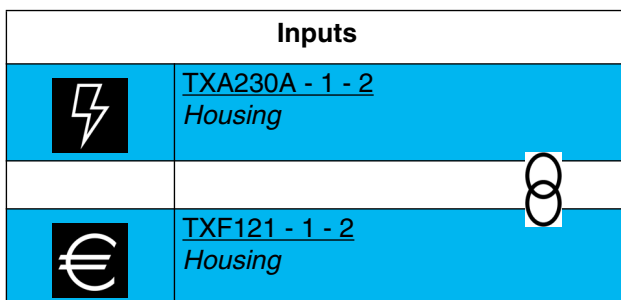 Inputs
TXA230A - 1 - 2
Housing
€
TXF121 - 1 - 2
Housing